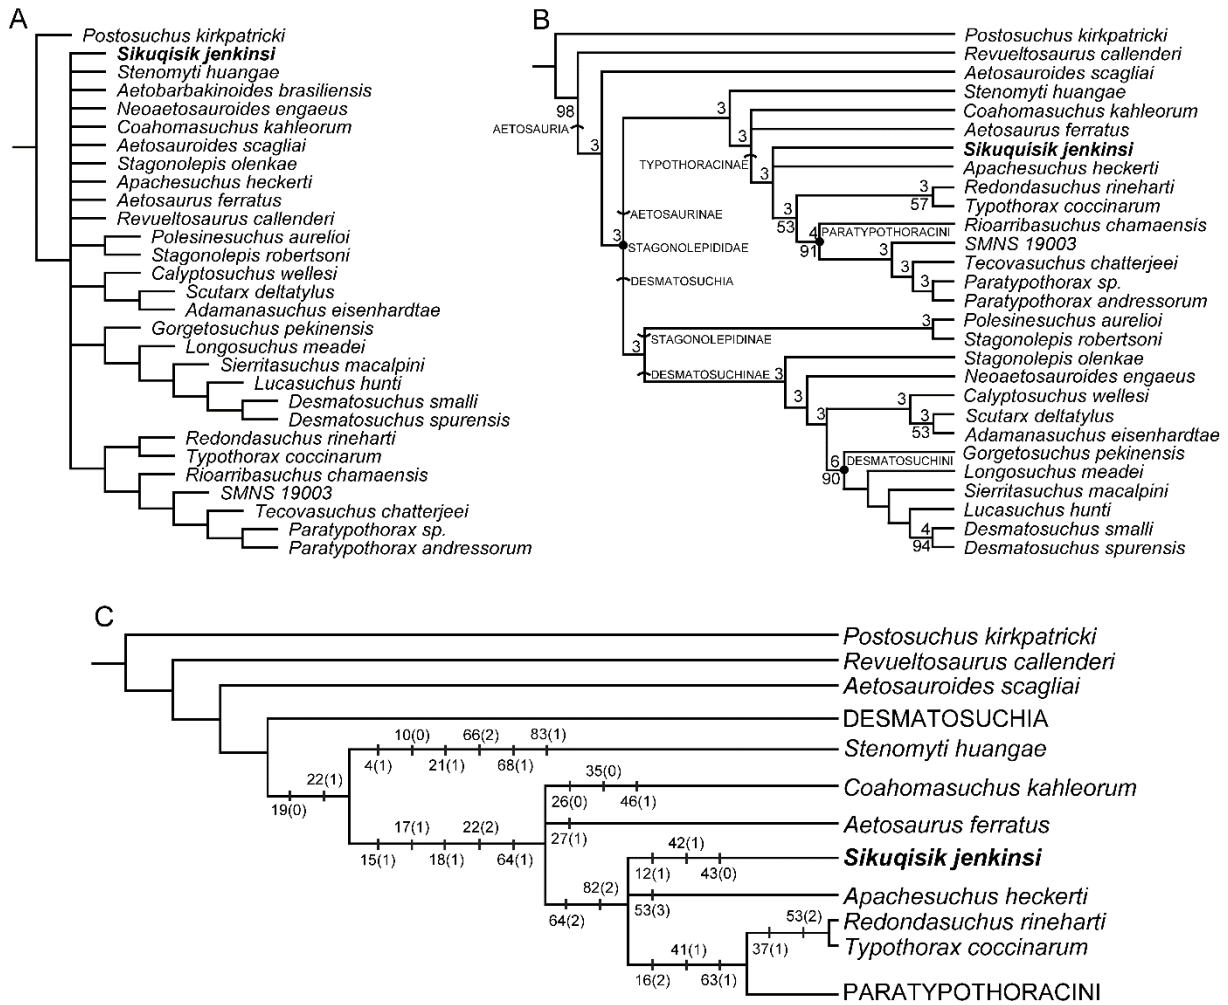 A
Postosuchus kirkpatricki
Sikuqisik jenkinsi
Stenomyti huangae
Aetobarbakinoides brasiliensis
Neoaetosauroides engaeus
Coahomasuchus kahleorum
Aetosauroides scagliai
Stagonolepis olenkae
Apachesuchus heckerti
Aetosaurus ferratus
Revueltosaurus callenderi
Polesinesuchus aurelioi
Stagonolepis robertsoni
Calyptosuchus wellesi
Scutarx deltatylus
Adamanasuchus eisenhardtae
Gorgetosuchus pekinensis
Longosuchus meadei
Sierritasuchus macalpini
Lucasuchus hunti
Desmatosuchus smalli
Desmatosuchus spurensis
Redondasuchus rineharti
Typothorax coccinarum
Rioarribasuchus chamaensis
SMNS 19003
Tecovasuchus chatterjeei
Paratypothorax sp.
Paratypothorax andressorum
B
Postosuchus kirkpatricki
Revueltosaurus callenderi
Aetosauroides scagliai
Stenomyti huangae
3
98
Coahomasuchus kahleorum
AETOSAURIA
3
3
Aetosaurus ferratus
Sikuquisik jenkinsi
TYPOTHORACINAE
3
Apachesuchus heckerti
3
Redondasuchus rineharti
57
Typothorax coccinarum
3
AETOSAURINAE
53
Rioarribasuchus chamaensis
4
PARATYPOTHORACINI
3
STAGONOLEPIDIDAE
91
3
SMNS 19003
3
Tecovasuchus chatterjeei
DESMATOSUCHIA
3
Paratypothorax sp.
Paratypothorax andressorum
3
Polesinesuchus aurelioi
STAGONOLEPIDINAE
Stagonolepis robertsoni
3
Stagonolepis olenkae
DESMATOSUCHINAE
3
Neoaetosauroides engaeus
3
3
Calyptosuchus wellesi
3
3
Scutarx deltatylus
53
Adamanasuchus eisenhardtae
6
DESMATOSUCHINI
Gorgetosuchus pekinensis
90
Longosuchus meadei
Sierritasuchus macalpini
Lucasuchus hunti
4
Desmatosuchus smalli
94
Desmatosuchus spurensis
C
Postosuchus kirkpatricki
Revueltosaurus callenderi
Aetosauroides scagliai
DESMATOSUCHIA
10(0) 66(2) 83(1)
Stenomyti huangae
4(1) 21(1) 68(1)
22(1)
19(0)
35(0)
Coahomasuchus kahleorum
26(0) 46(1)
17(1) 22(2)
Aetosaurus ferratus
27(1)
15(1) 18(1) 64(1)
42(1)
Sikuqisik jenkinsi
12(1) 43(0)
82(2)
64(2)
Apachesuchus heckerti
53(3)
53(2)
Redondasuchus rineharti
37(1)
Typothorax coccinarum
41(1)
16(2) 63(1)
PARATYPOTHORACINI